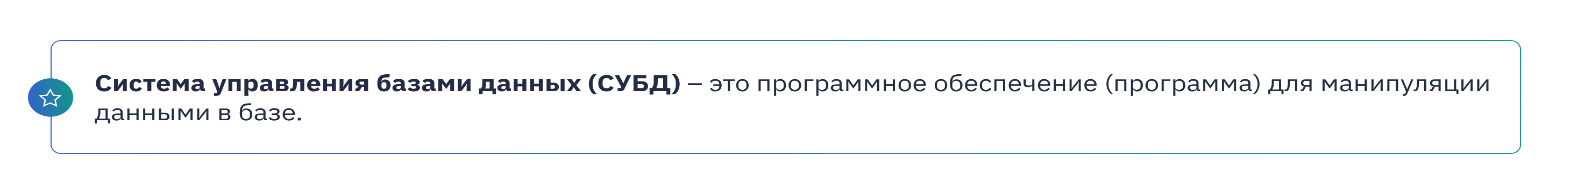 Система управления базами данных (СУБД) – это программное обеспечение (программа) для манипуляции
данными в базе.